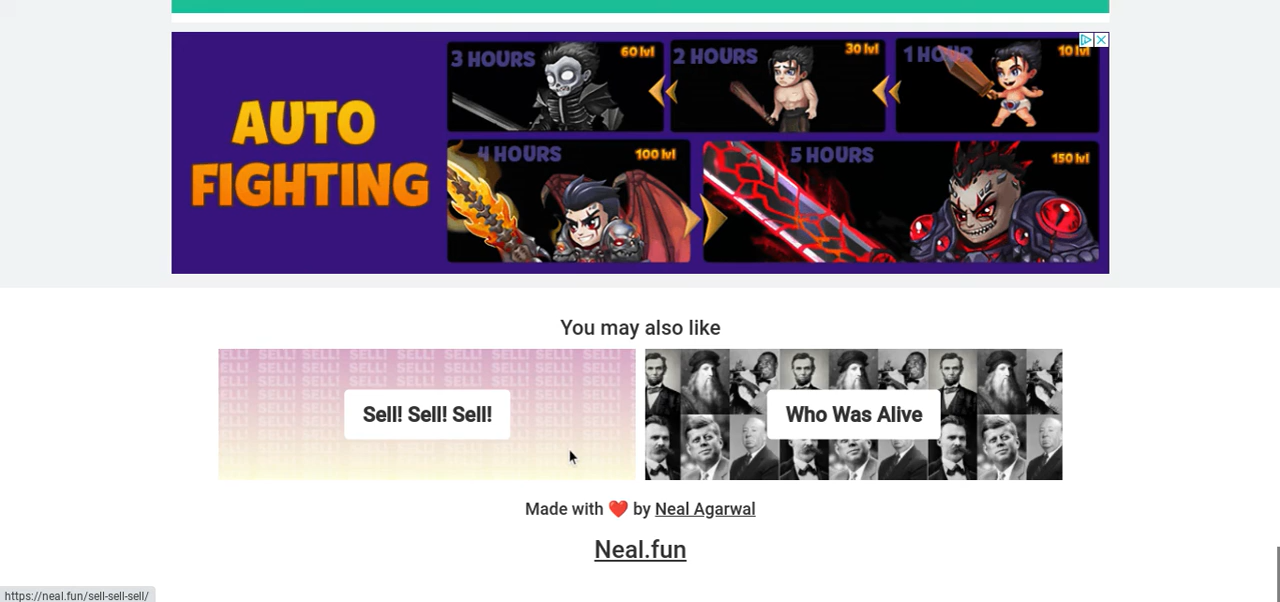 AUTO
FIGHTING
3 HOURS
60 lvl
2 HOURS
30 lvl
1 HOUR
10 lvl
4 HOURS
100 lvl
5 HOURS
150 lvl
You may also like
Sell! Sell! Sell!
Who Was Alive
Made with ❤️ by Neal Agarwal
Neal.fun
https://neal.fun/sell-sell-sell/